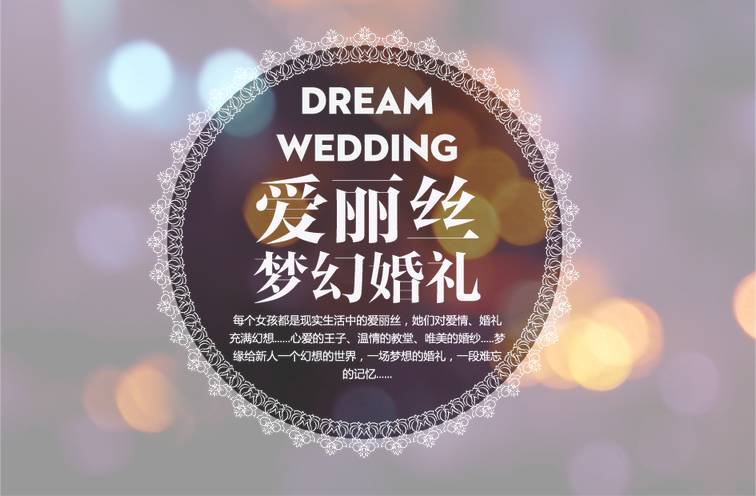 DREAM
WEDDING
爱丽丝
梦幻婚礼
每个女孩都是现实生活中的爱丽丝，她们对爱情、婚礼
充满幻想......心爱的王子、温情的教堂、唯美的婚纱.....梦
缘给新人一个幻想的世界，一场梦想的婚礼，一段难忘
的记忆......